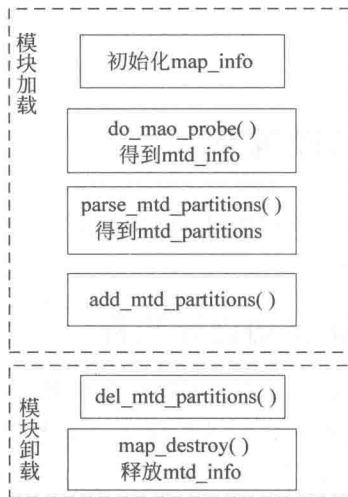 模块加载
初始化map_info
do_mao_probe( )
得到mtd_info
parse_mtd_partitions( )
得到mtd_partitions
add_mtd_partitions( )
模块卸载
del_mtd_partitions( )
map_destroy( )
释放mtd_info